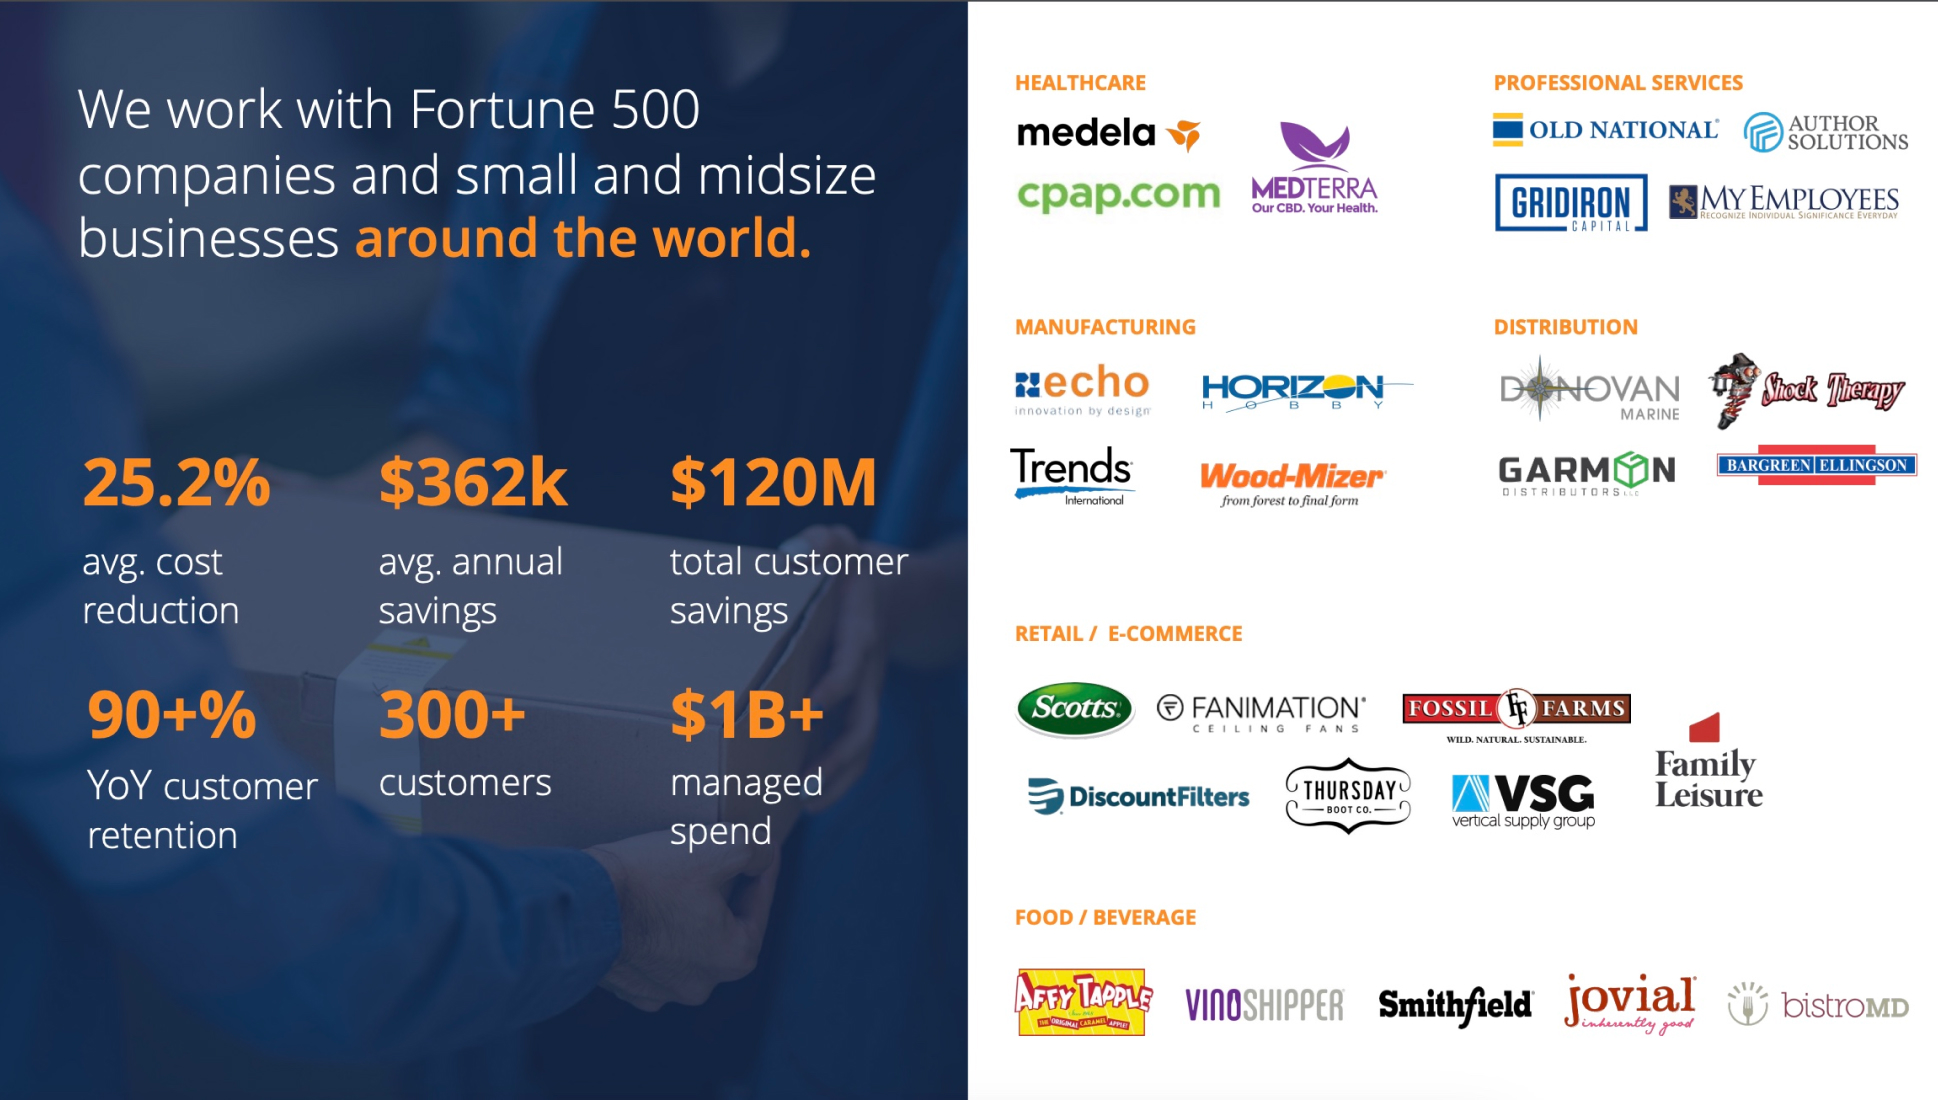 We work with Fortune 500
companies and small and midsize
businesses around the world.
25.2%
avg. cost
reduction
$362k
avg. annual
savings
$120M
total customer
savings
90+%
YoY customer
retention
300+
customers
$1B+
managed
spend
HEALTHCARE
medela
cpap.com
MEDTERRA
Our CBD. Your Health.
PROFESSIONAL SERVICES
OLD NATIONAL®
AUTHOR
SOLUTIONS
GRIDIRON
CAPITAL
MY EMPLOYEES
RECOGNIZE INDIVIDUAL SIGNIFICANCE EVERYDAY
MANUFACTURING
echo
innovation by design
HORIZON
HOBBY
Trends
International
Wood-Mizer®
from forest to final form
DISTRIBUTION
DONOVAN
MARINE
Shock Therapy
GARMON
DISTRIBUTORS LLC
BARGREEN ELLINGSON
RETAIL / E-COMMERCE
Scotts
FANIMATION®
CEILING FANS
FOSSIL FF FARMS
WILD. NATURAL. SUSTAINABLE.
DiscountFilters
THURSDAY
BOOT CO.
VSG
vertical supply group
Family
Leisure
FOOD / BEVERAGE
AFFY TAPPLE
THE ORIGINAL CARAMEL APPLE!
VINOSHIPPER
Smithfield
jovial
inherently good
bistroMD